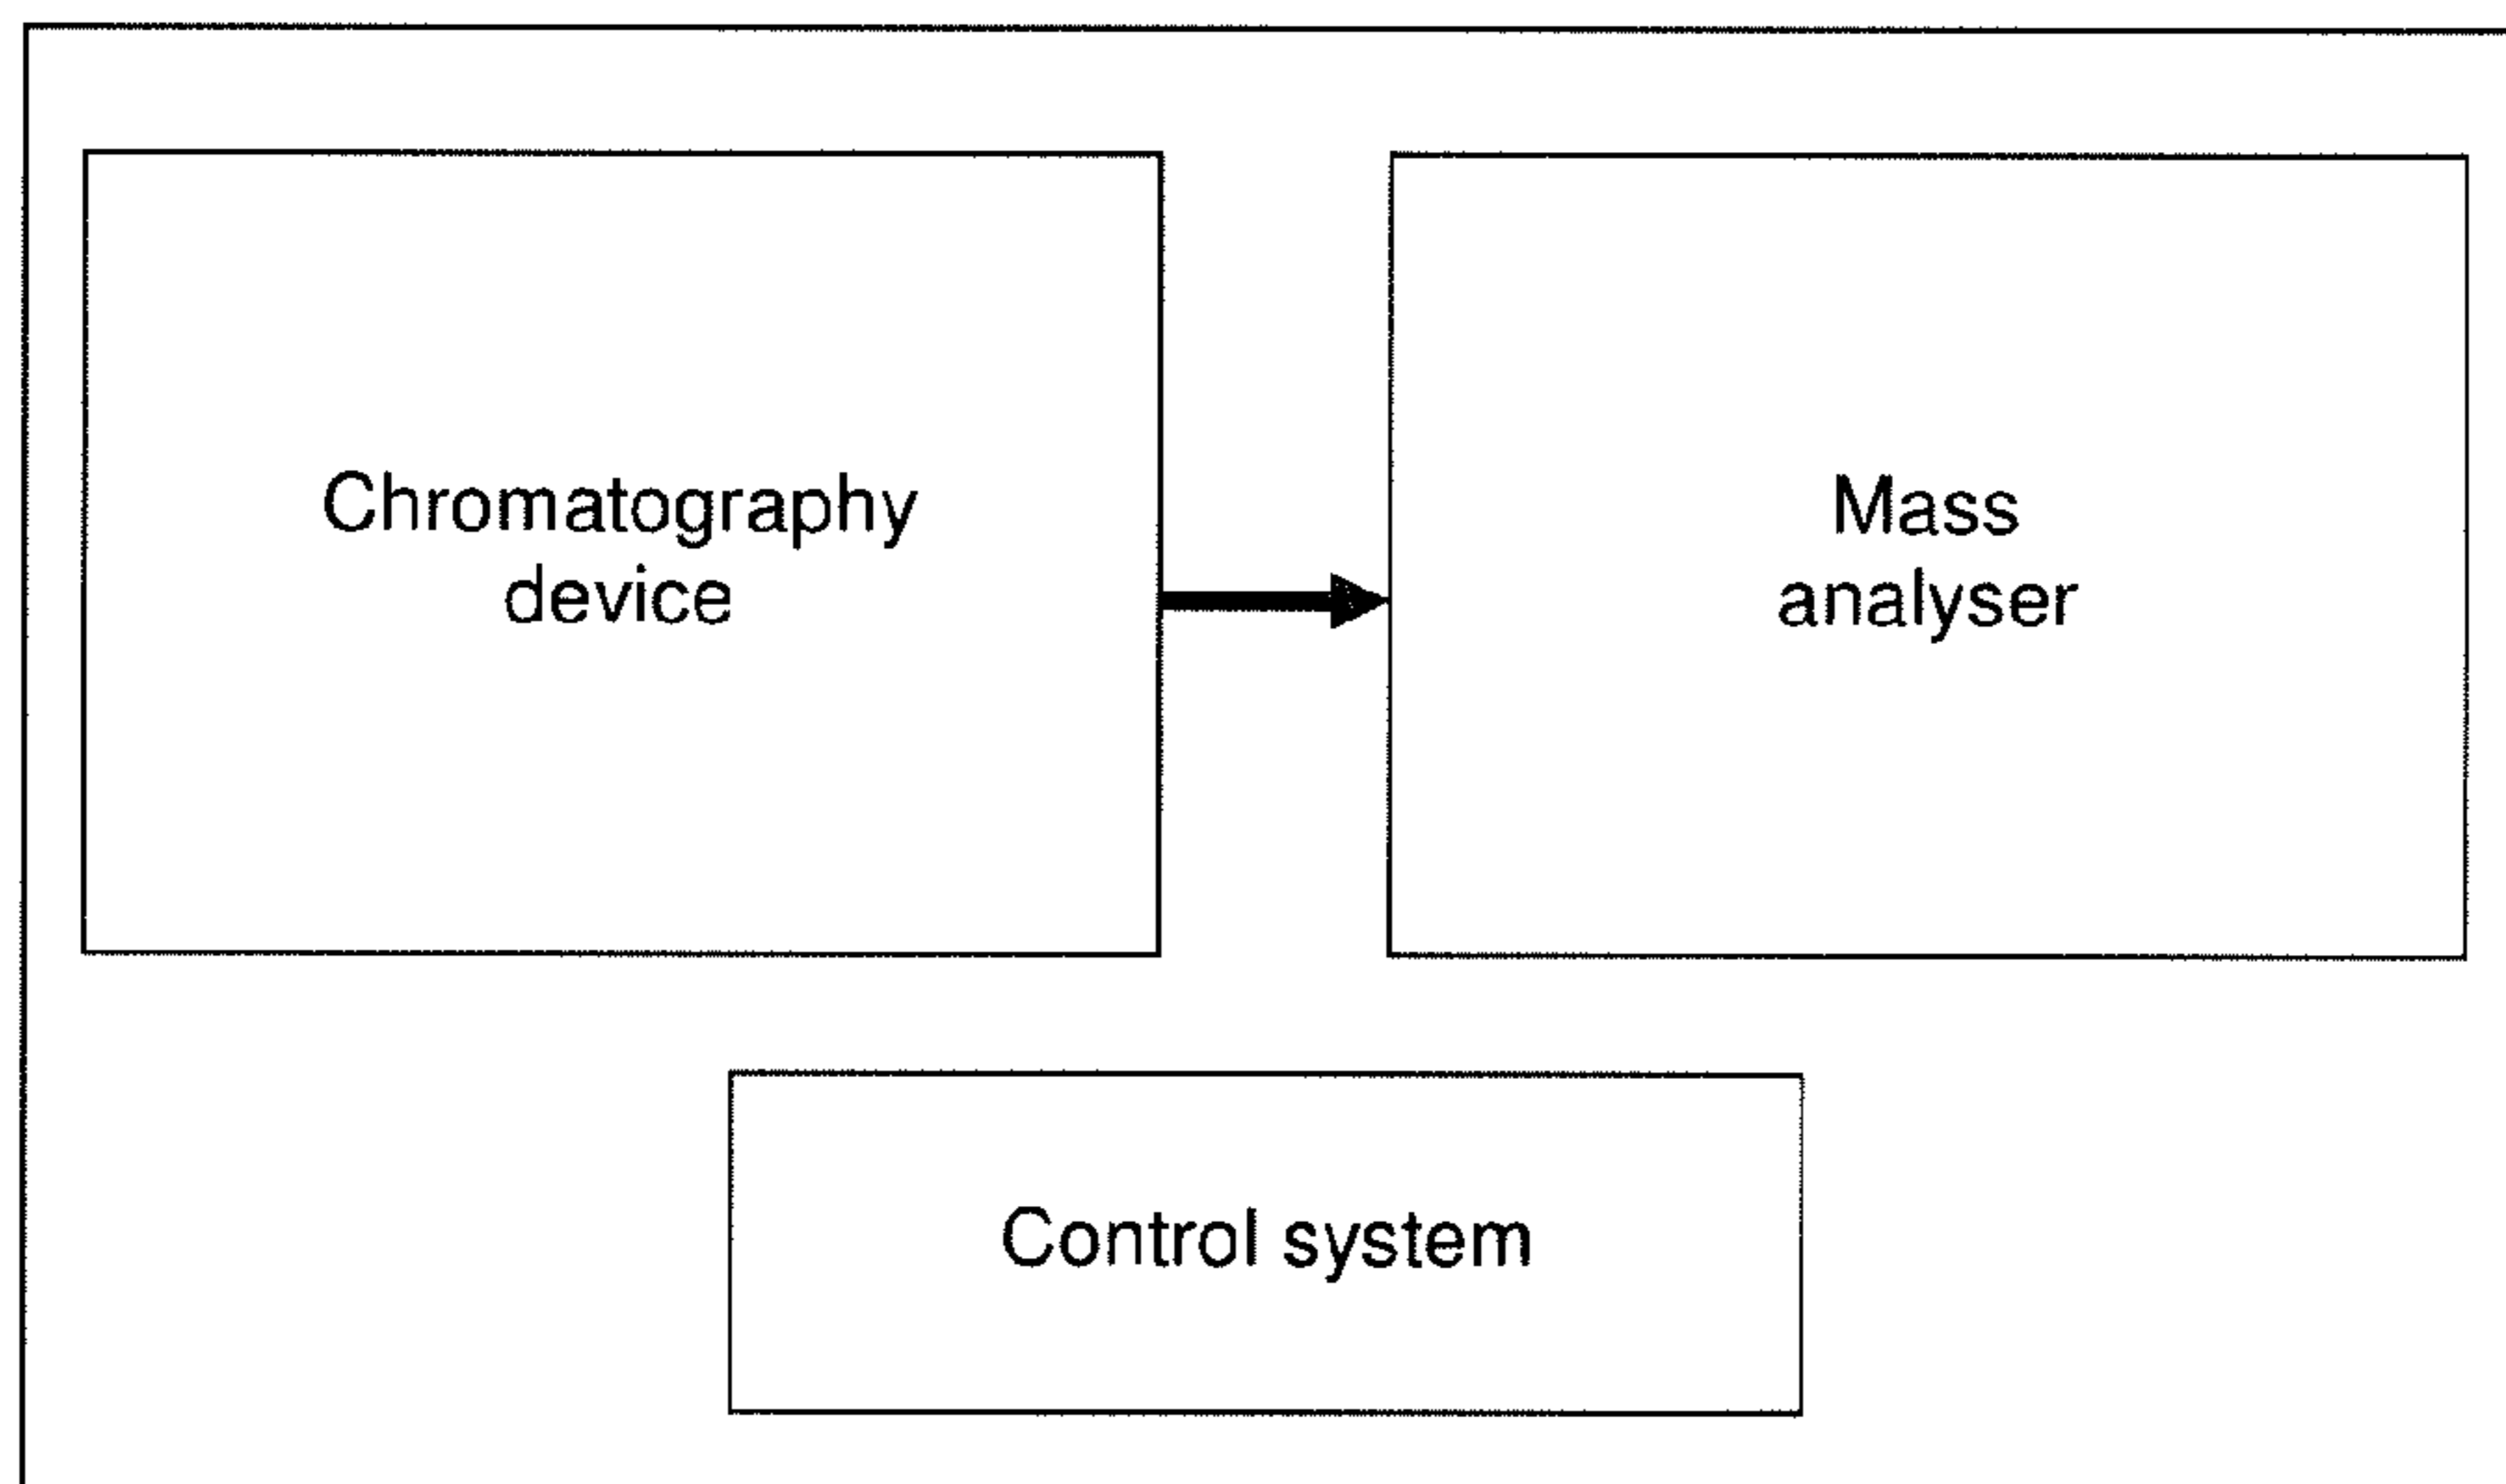 Chromatography
device
Mass
analyser
Control system